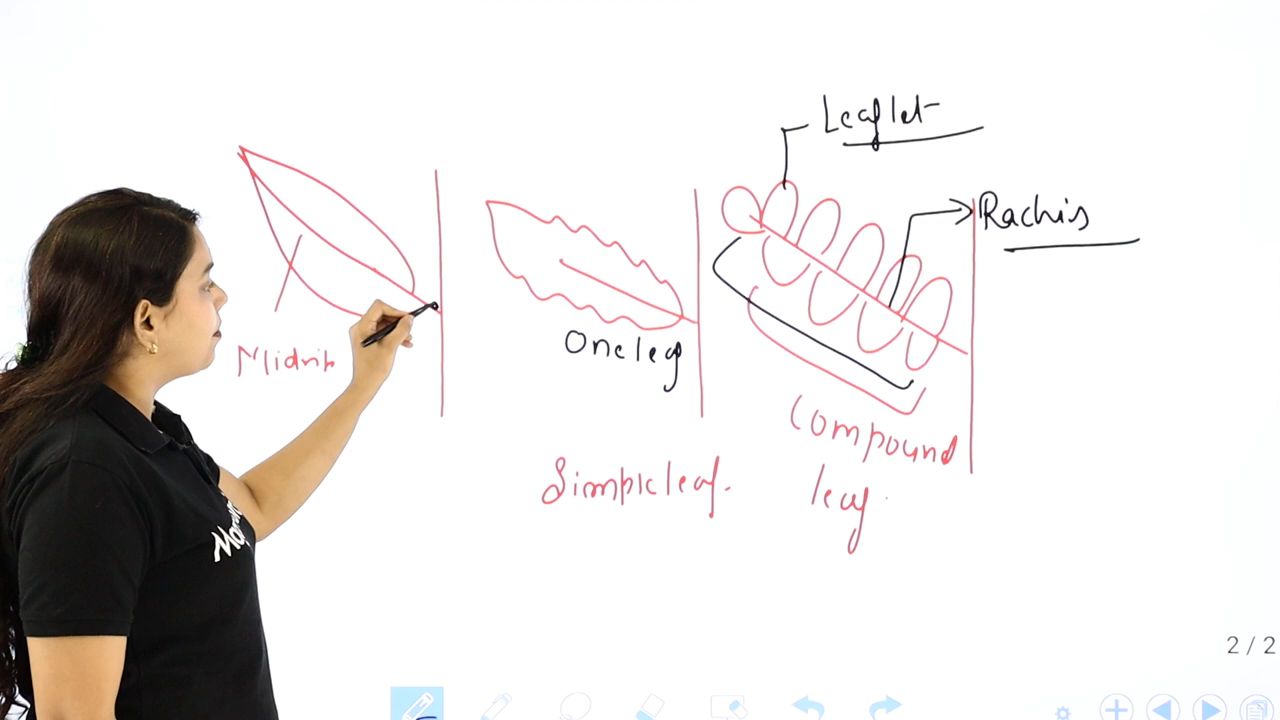 Leaflet
Rachis
Midrib
One leaf
Simple leaf.
Compound
leaf.
2 / 2